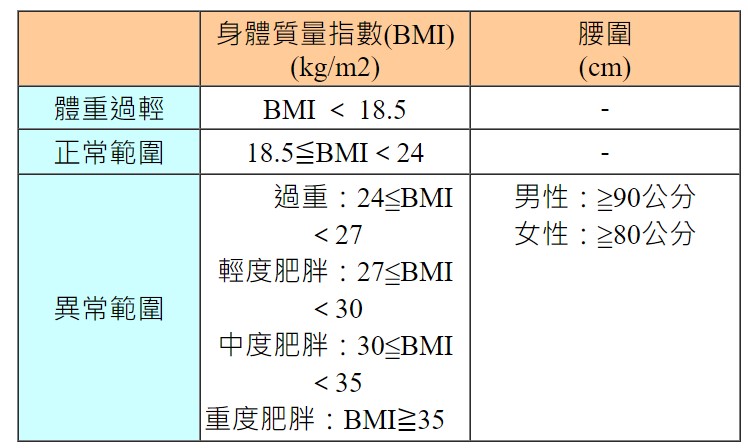 身體質量指數(BMI)
(kg/m2)
腰圍
(cm)
體重過輕
BMI < 18.5
-
正常範圍
18.5≦BMI < 24
-
異常範圍
過重：24≦BMI
< 27
輕度肥胖：27≦BMI
< 30
中度肥胖：30≦BMI
< 35
重度肥胖：BMI≧35
男性：≧90公分
女性：≧80公分